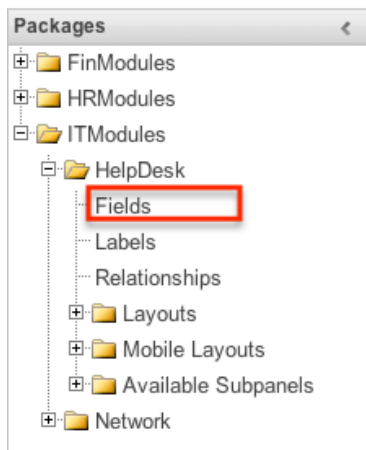 Packages
FinModules
HRModules
ITModules
HelpDesk
Fields
Labels
Relationships
Layouts
Mobile Layouts
Available Subpanels
Network